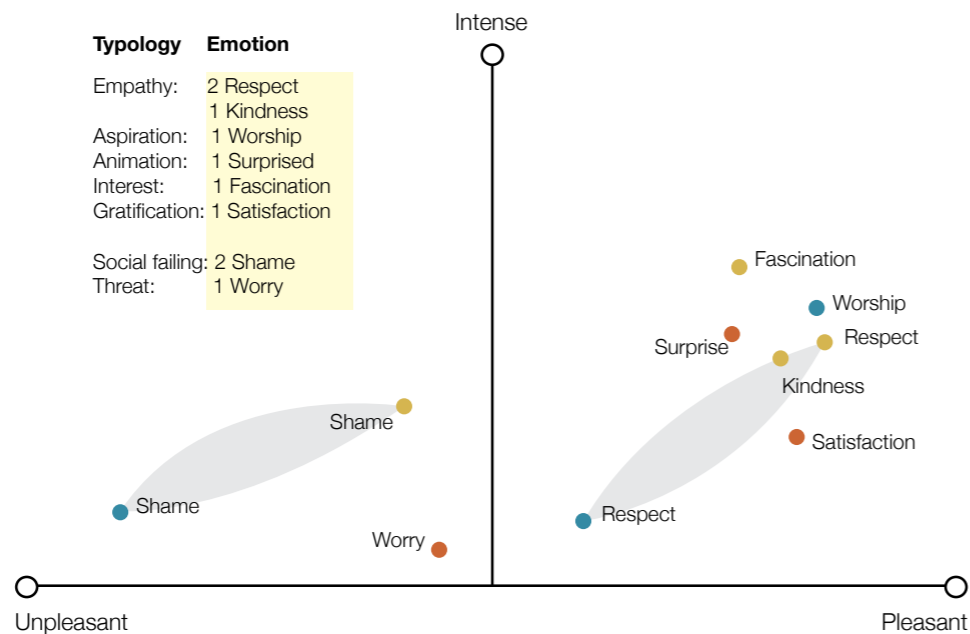 Intense
Typology Emotion
Empathy: 2 Respect
1 Kindness
Aspiration: 1 Worship
Animation: 1 Surprised
Interest: 1 Fascination
Gratification: 1 Satisfaction
Social failing: 2 Shame
Threat: 1 Worry
Fascination
Worship
Surprise
Respect
Kindness
Shame
Satisfaction
Shame
Respect
Worry
Unpleasant
Pleasant